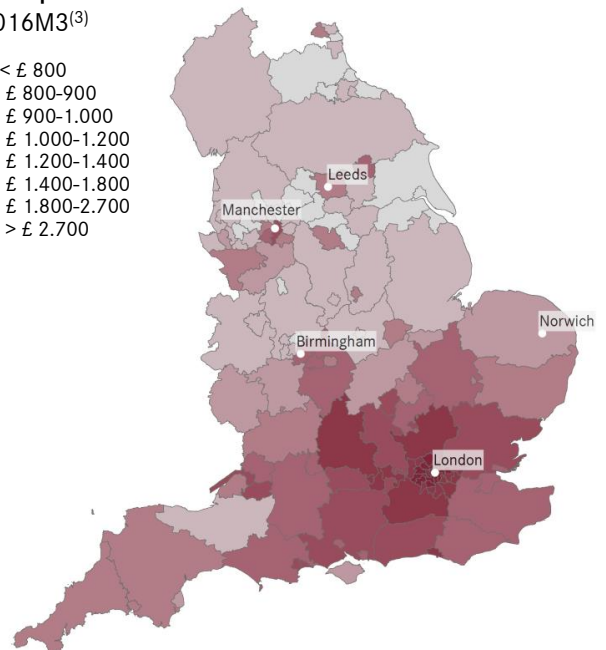 016M3(3)
< £ 800
£ 800-900
£ 900-1.000
£ 1.000-1.200
£ 1.200-1.400
£ 1.400-1.800
£ 1.800-2.700
> £ 2.700
Leeds
Manchester
Norwich
Birmingham
London